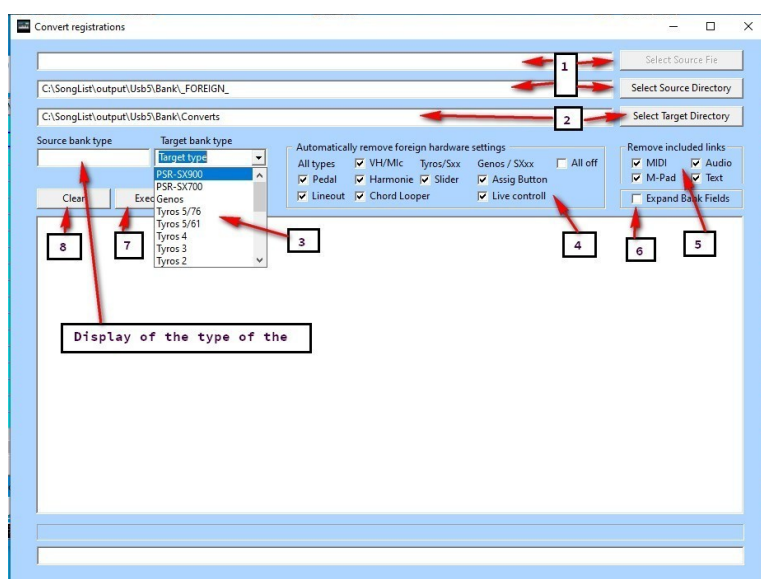 Convert registrations
1
Select Source Fie
C:\SongList\output\Usb5\Bank\_FOREIGN_
Select Source Directory
C:\SongList\output\Usb5\Bank\Converts
2
Select Target Directory
Source bank type
Target bank type
Target type
PSR-SX900
PSR-SX700
Genos
Tyros 5/76
Tyros 5/61
Tyros 4
Tyros 3
Tyros 2
3
Automatically remove foreign hardware settings
All types VH/MIc Tyros/Sxx Genos / SXxx All off
Pedal Harmonie Slider Assig Button
Lineout Chord Looper Live controll
4
Remove included links
MIDI Audio
M-Pad Text
5
Expand Bank Fields
6
Clear
8
Exec
7
Display of the type of the